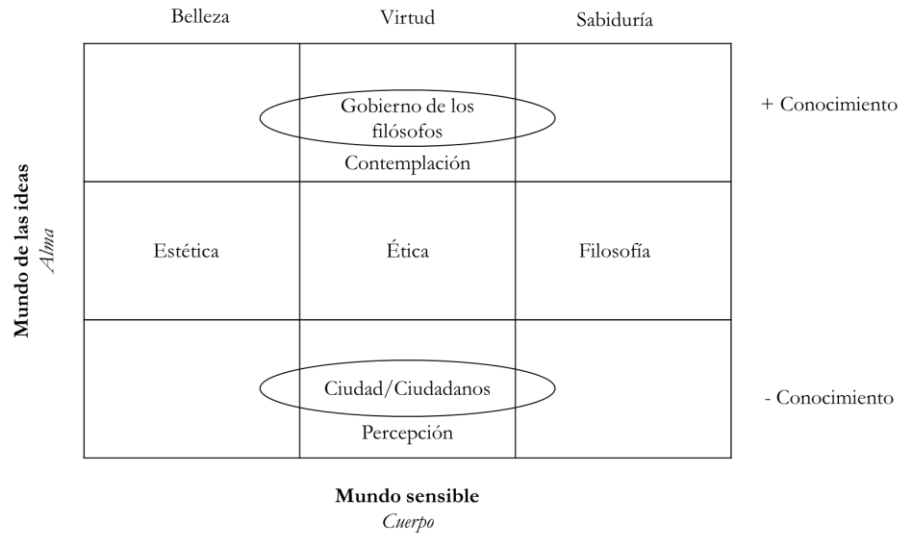 Belleza
Virtud
Sabiduría
Gobierno de los
filósofos
Contemplación
+ Conocimiento
Mundo de las ideas
Alma
Estética
Ética
Filosofía
Ciudad/Ciudadanos
Percepción
- Conocimiento
Mundo sensible
Cuerpo